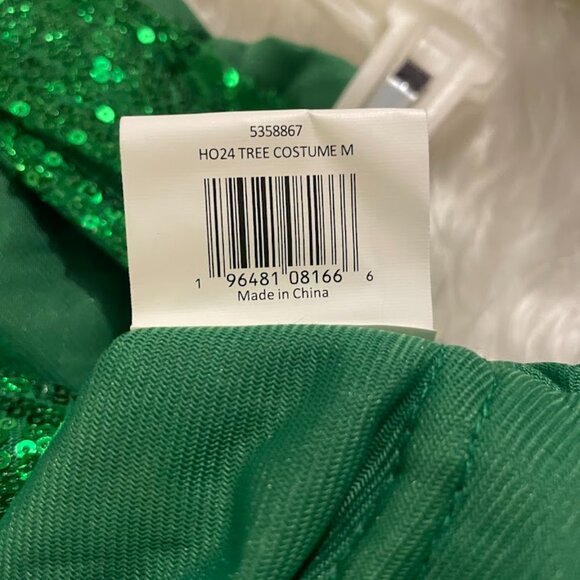 5358867
HO24 TREE COSTUME M
1 96481 08166 6
Made in China